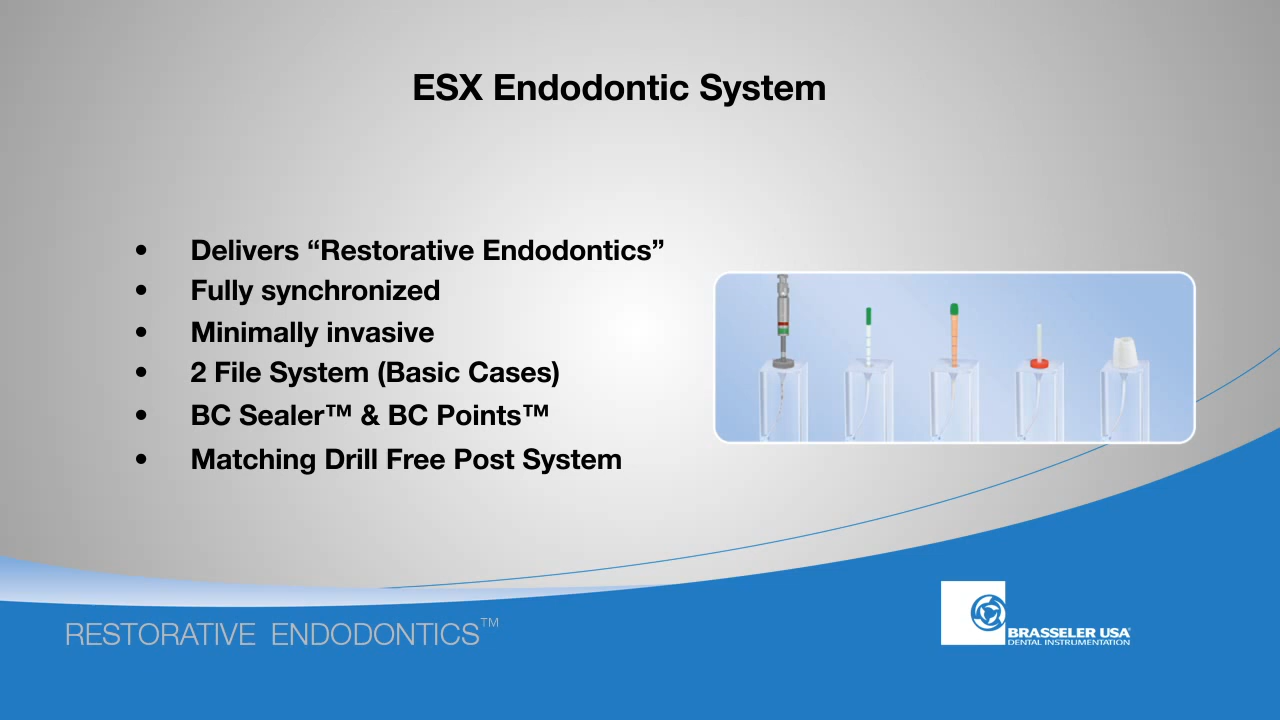 ESX Endodontic System
• Delivers “Restorative Endodontics”
• Fully synchronized
• Minimally invasive
• 2 File System (Basic Cases)
• BC Sealer™ & BC Points™
• Matching Drill Free Post System
RESTORATIVE ENDODONTICS™
BRASSELER USA®
DENTAL INSTRUMENTATION